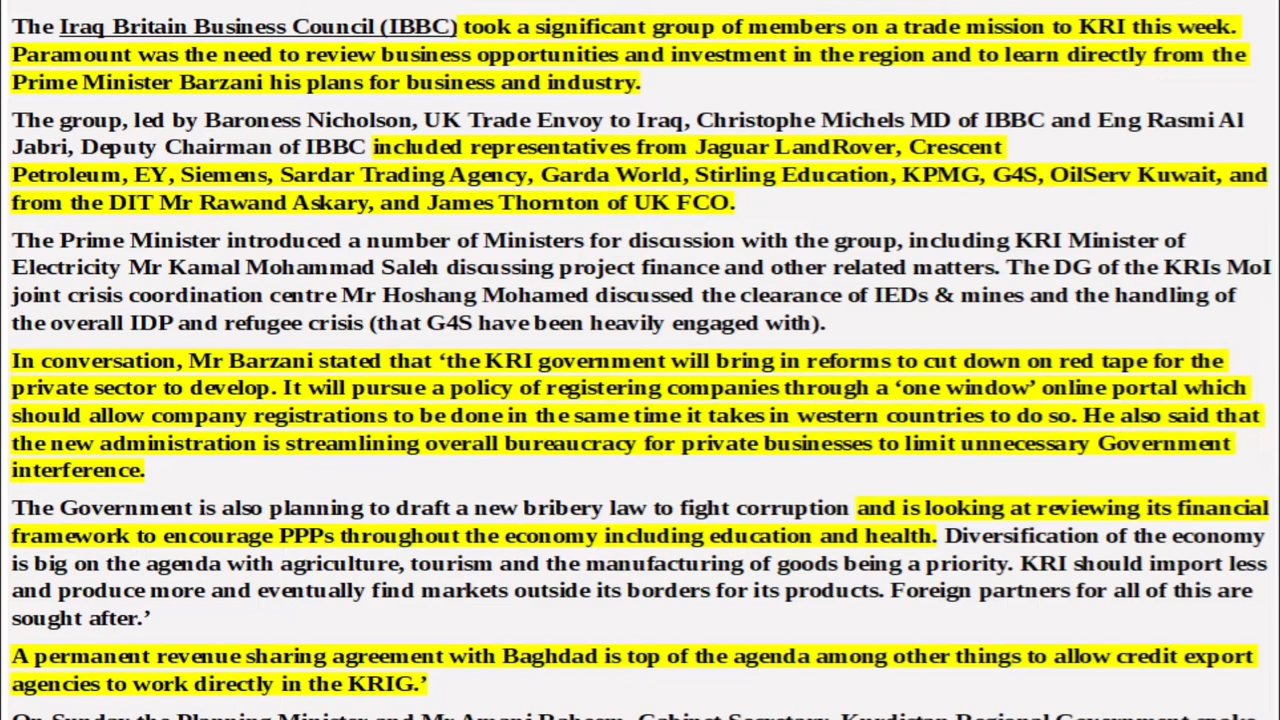 The Iraq Britain Business Council (IBBC) took a significant group of members on a trade mission to KRI this week.
Paramount was the need to review business opportunities and investment in the region and to learn directly from the
Prime Minister Barzani his plans for business and industry.
The group, led by Baroness Nicholson, UK Trade Envoy to Iraq, Christophe Michels MD of IBBC and Eng Rasmi Al
Jabri, Deputy Chairman of IBBC included representatives from Jaguar LandRover, Crescent
Petroleum, EY, Siemens, Sardar Trading Agency, Garda World, Stirling Education, KPMG, G4S, OilServ Kuwait, and
from the DIT Mr Rawand Askary, and James Thornton of UK FCO.
The Prime Minister introduced a number of Ministers for discussion with the group, including KRI Minister of
Electricity Mr Kamal Mohammad Saleh discussing project finance and other related matters. The DG of the KRIs MoI
joint crisis coordination centre Mr Hoshang Mohamed discussed the clearance of IEDs & mines and the handling of
the overall IDP and refugee crisis (that G4S have been heavily engaged with).
In conversation, Mr Barzani stated that ‘the KRI government will bring in reforms to cut down on red tape for the
private sector to develop. It will pursue a policy of registering companies through a ‘one window’ online portal which
should allow company registrations to be done in the same time it takes in western countries to do so. He also said that
the new administration is streamlining overall bureaucracy for private businesses to limit unnecessary Government
interference.
The Government is also planning to draft a new bribery law to fight corruption and is looking at reviewing its financial
framework to encourage PPPs throughout the economy including education and health. Diversification of the economy
is big on the agenda with agriculture, tourism and the manufacturing of goods being a priority. KRI should import less
and produce more and eventually find markets outside its borders for its products. Foreign partners for all of this are
sought after.’
A permanent revenue sharing agreement with Baghdad is top of the agenda among other things to allow credit export
agencies to work directly in the KRIG.’
On Sunday the Planning Minister and Mr Amanj Raheem, Cabinet Secretary, Kurdistan Regional Government spoke